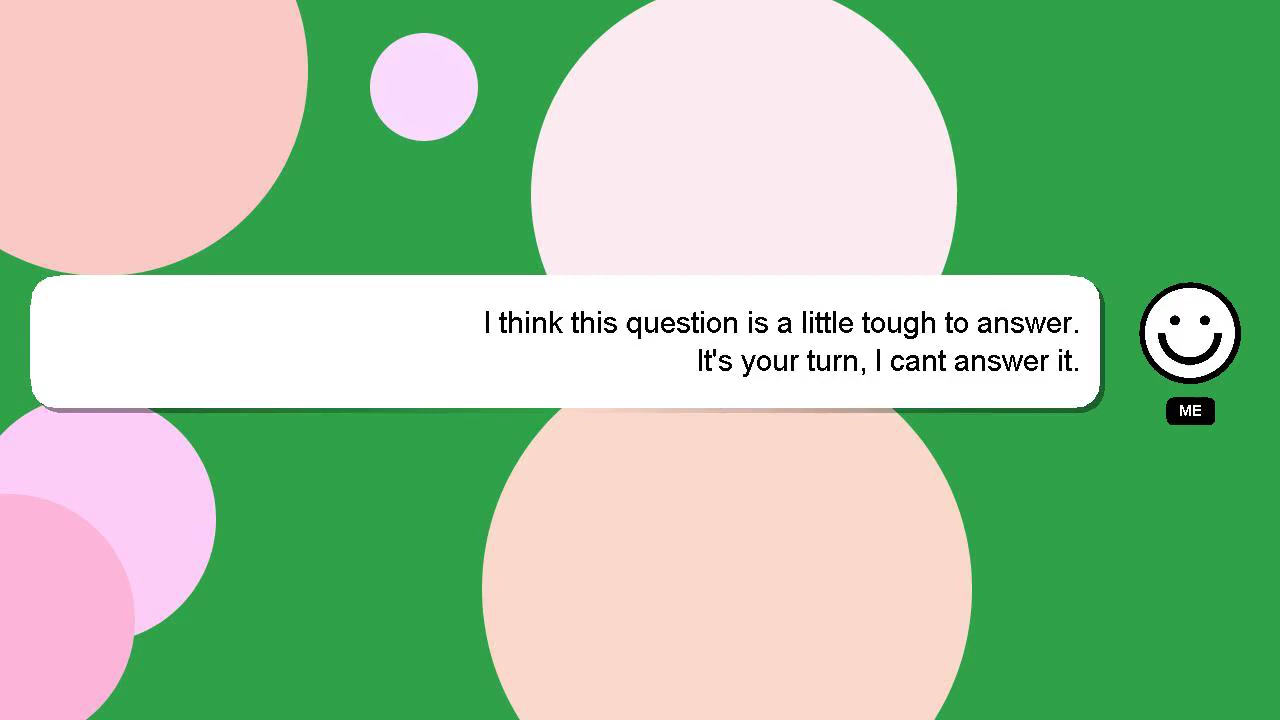 I think this question is a little tough to answer.
It's your turn, I cant answer it.
ME